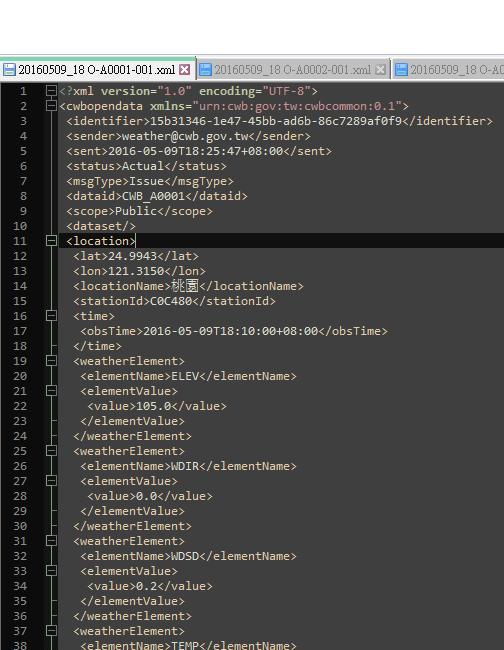 20160509_18 O-A0001-001.xml 20160509_18 O-A0002-001.xml 20160509_18 O-A0
1 <?xml version="1.0" encoding="UTF-8">
2 <cwbopendata xmlns="urn:cwb:gov:tw:cwbcommon:0.1">
3 <identifier>15b31346-1e47-45bb-ad6b-86c7289af0f9</identifier>
4 <sender>weather@cwb.gov.tw</sender>
5 <sent>2016-05-09T18:25:47+08:00</sent>
6 <status>Actual</status>
7 <msgType>Issue</msgType>
8 <dataid>CWB_A0001</dataid>
9 <scope>Public</scope>
10 <dataset/>
11 <location>
12 <lat>24.9943</lat>
13 <lon>121.3150</lon>
14 <locationName>桃園</locationName>
15 <stationId>C0C480</stationId>
16 <time>
17 <obsTime>2016-05-09T18:10:00+08:00</obsTime>
18 </time>
19 <weatherElement>
20 <elementName>ELEV</elementName>
21 <elementValue>
22 <value>105.0</value>
23 </elementValue>
24 </weatherElement>
25 <weatherElement>
26 <elementName>WDIR</elementName>
27 <elementValue>
28 <value>0.0</value>
29 </elementValue>
30 </weatherElement>
31 <weatherElement>
32 <elementName>WDSD</elementName>
33 <elementValue>
34 <value>0.2</value>
35 </elementValue>
36 </weatherElement>
37 <weatherElement>
38 <elementName>TEMP</elementName>